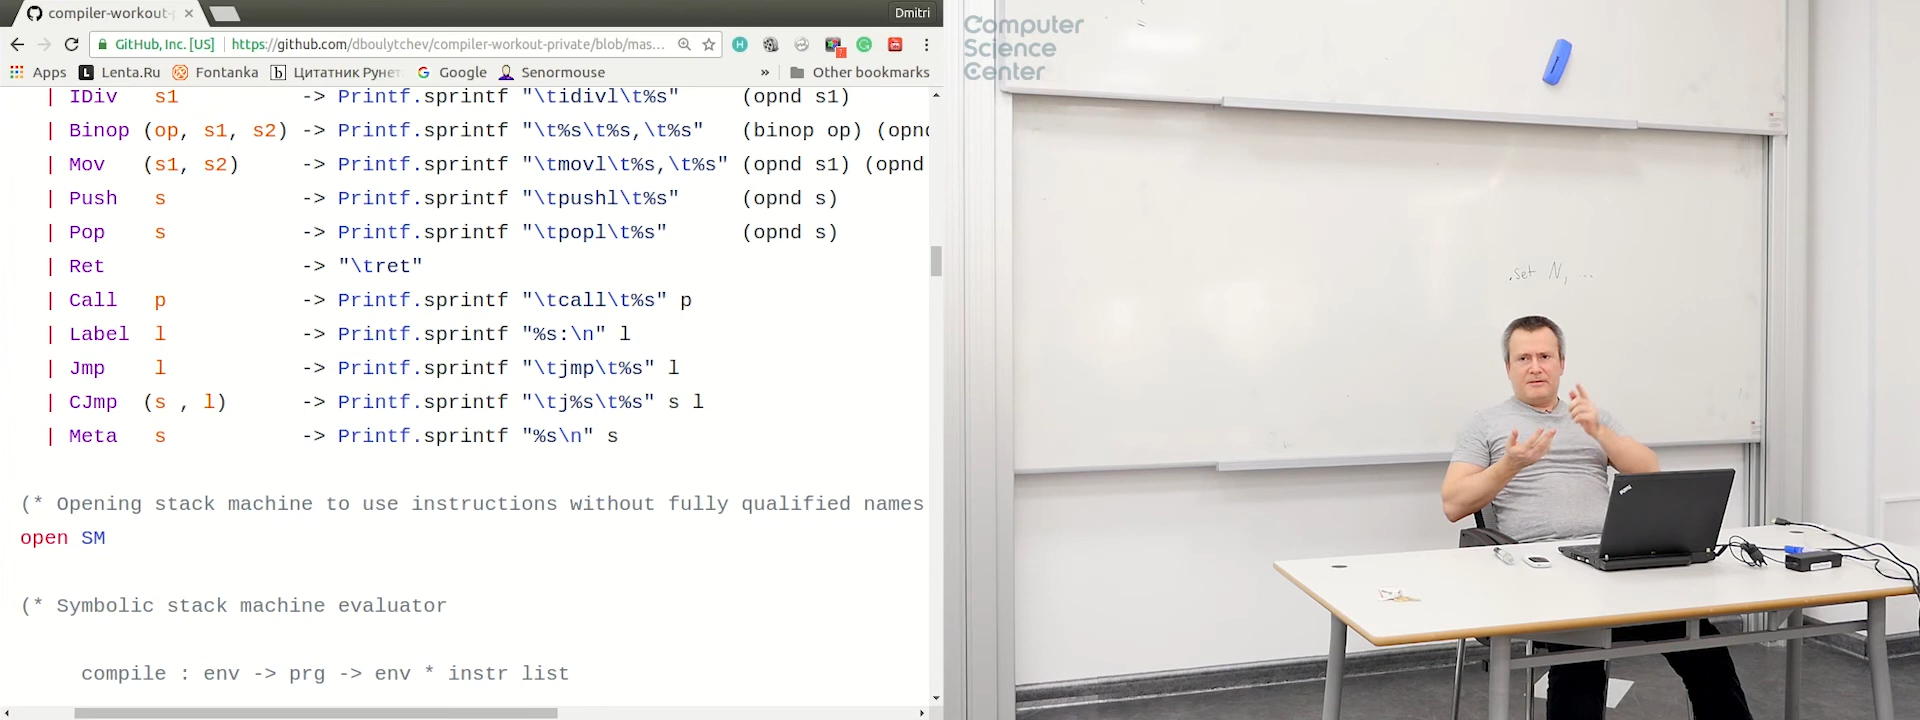 compiler-workout-p
Dmitri
GitHub, Inc. [US]
https://github.com/dboulytchev/compiler-workout-private/blob/mas...
Apps
Lenta.Ru
Fontanka
Цитатник Рунет
Google
Senormouse
»
Other bookmarks
| IDiv s1 -> Printf.sprintf "\tidivl\t%s" (opnd s1)
| Binop (op, s1, s2) -> Printf.sprintf "\t%s\t%s,\t%s" (binop op) (opnd
| Mov (s1, s2) -> Printf.sprintf "\tmovl\t%s,\t%s" (opnd s1) (opnd
| Push s -> Printf.sprintf "\tpushl\t%s" (opnd s)
| Pop s -> Printf.sprintf "\tpopl\t%s" (opnd s)
| Ret -> "\tret"
| Call p -> Printf.sprintf "\tcall\t%s" p
| Label l -> Printf.sprintf "%s:\n" l
| Jmp l -> Printf.sprintf "\tjmp\t%s" l
| CJmp (s , l) -> Printf.sprintf "\tj%s\t%s" s l
| Meta s -> Printf.sprintf "%s\n" s
(* Opening stack machine to use instructions without fully qualified names
open SM
(* Symbolic stack machine evaluator
compile : env -> prg -> env * instr list
Computer
Science
Center
.set N, ...
ThinkPad